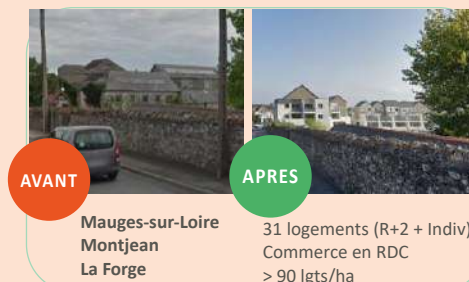 AVANT
APRES
Mauges-sur-Loire
Montjean
La Forge
31 logements (R+2 + Indiv)
Commerce en RDC
> 90 lgts/ha